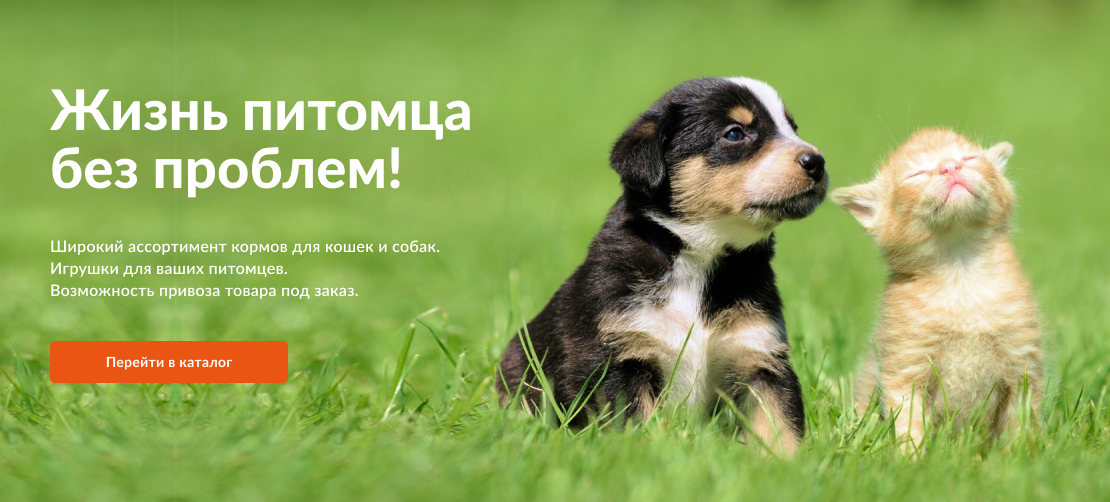 Жизнь питомца
без проблем!
Широкий ассортимент кормов для кошек и собак.
Игрушки для ваших питомцев.
Возможность привоза товара под заказ.
Перейти в каталог